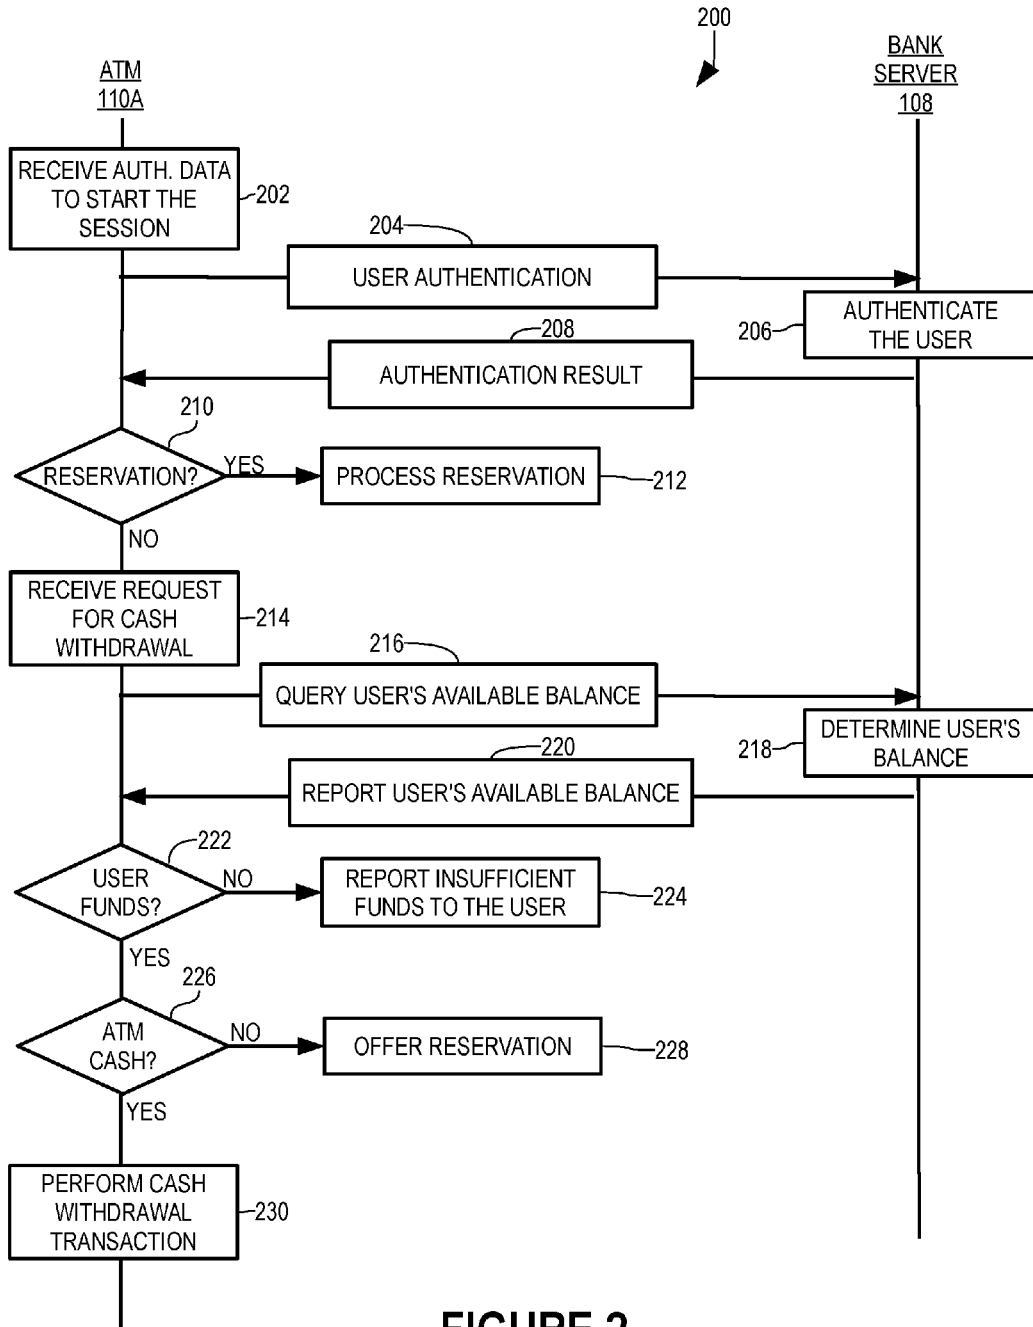 200
ATM
110A
BANK
SERVER
108
RECEIVE AUTH. DATA
TO START THE
SESSION
202
204
USER AUTHENTICATION
AUTHENTICATE
THE USER
206
208
AUTHENTICATION RESULT
210
RESERVATION?
YES
PROCESS RESERVATION
212
NO
RECEIVE REQUEST
FOR CASH
WITHDRAWAL
214
216
QUERY USER'S AVAILABLE BALANCE
DETERMINE USER'S
BALANCE
218
220
REPORT USER'S AVAILABLE BALANCE
222
USER
FUNDS?
NO
REPORT INSUFFICIENT
FUNDS TO THE USER
224
YES
226
ATM
CASH?
NO
OFFER RESERVATION
228
YES
PERFORM CASH
WITHDRAWAL
TRANSACTION
230
FIGURE 2